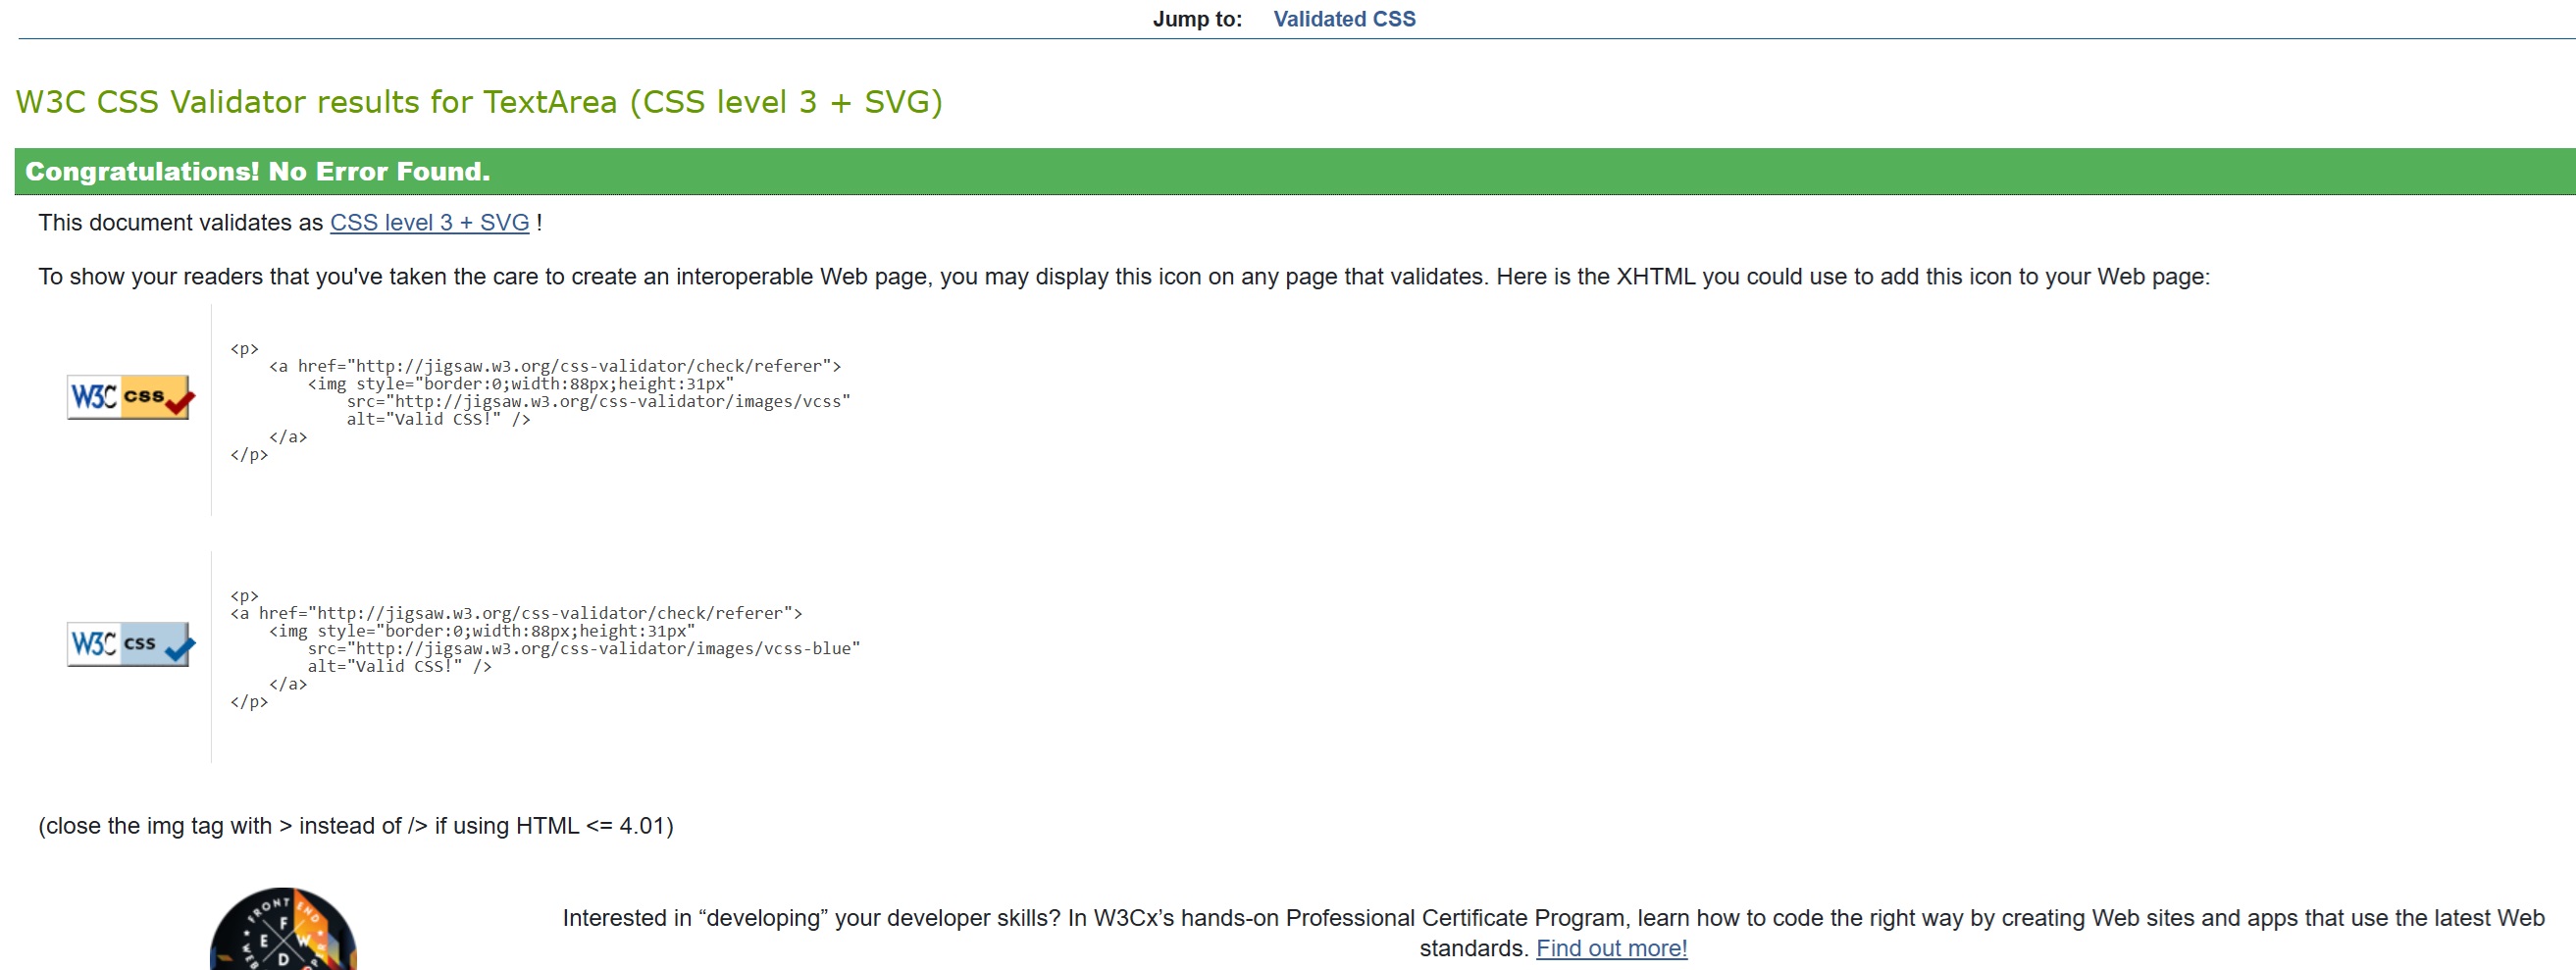 Jump to: Validated CSS
W3C CSS Validator results for TextArea (CSS level 3 + SVG)
Congratulations! No Error Found.
This document validates as CSS level 3 + SVG !
To show your readers that you've taken the care to create an interoperable Web page, you may display this icon on any page that validates. Here is the XHTML you could use to add this icon to your Web page:
W3C css
<p>
    <a href="http://jigsaw.w3.org/css-validator/check/referer">
        <img style="border:0;width:88px;height:31px"
            src="http://jigsaw.w3.org/css-validator/images/vcss"
            alt="Valid CSS!" />
    </a>
</p>
W3C css
<p>
<a href="http://jigsaw.w3.org/css-validator/check/referer">
    <img style="border:0;width:88px;height:31px"
        src="http://jigsaw.w3.org/css-validator/images/vcss-blue"
        alt="Valid CSS!" />
    </a>
</p>
(close the img tag with > instead of /> if using HTML <= 4.01)
FRONT END
F
E W
D
WEB
Interested in “developing” your developer skills? In W3Cx’s hands-on Professional Certificate Program, learn how to code the right way by creating Web sites and apps that use the latest Web
standards. Find out more!